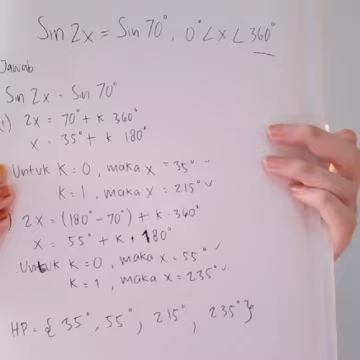 Sin 2x = Sin 70°, 0° < x < 360°
Jawab
Sin 2x = Sin 70°
1) 2x = 70° + k 360°
x = 35° + k 180°
Untuk k = 0, maka x = 35°
k = 1, maka x = 215°
) 2x = (180° - 70°) + k . 360°
x = 55° + k . 180°
Untuk k = 0, maka x = 55°
k = 1, maka x = 235°
HP = { 35°, 55°, 215°, 235° }